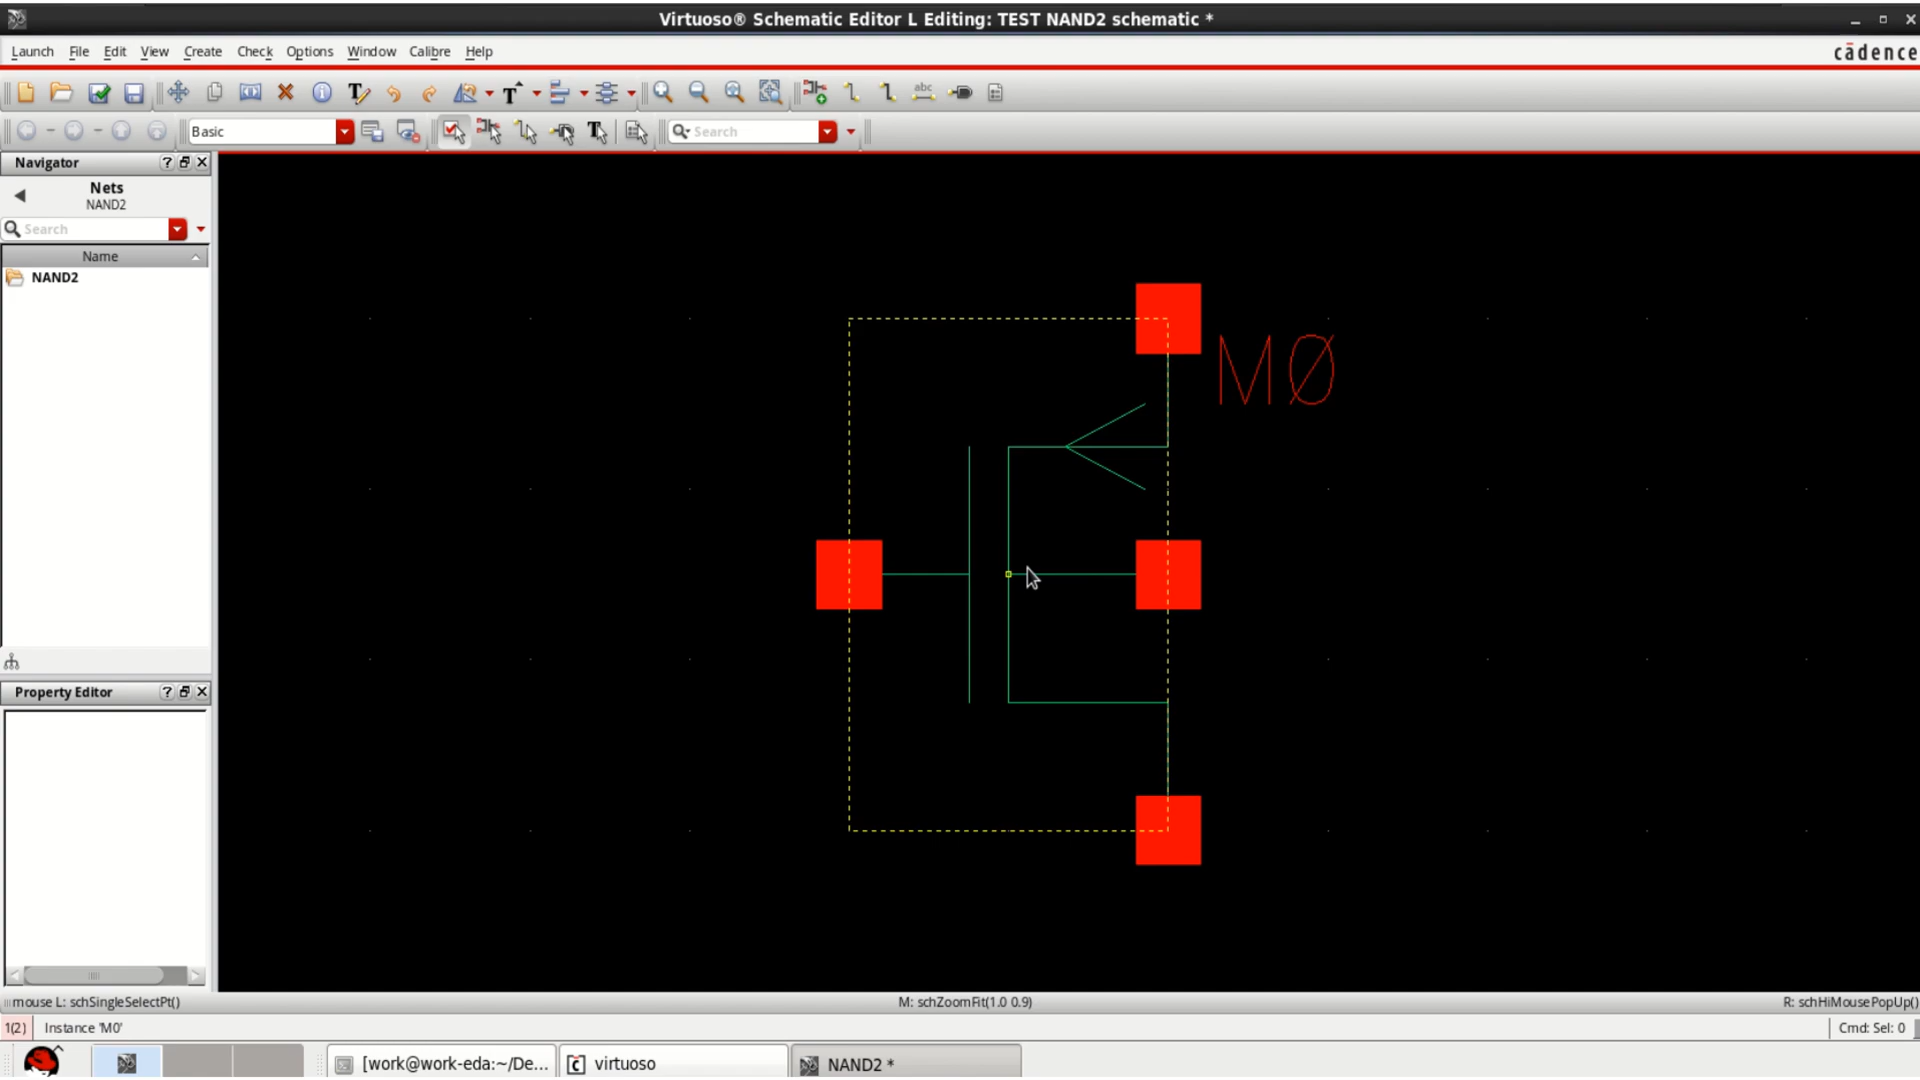 Virtuoso® Schematic Editor L Editing: TEST NAND2 schematic *
Launch File Edit View Create Check Options Window Calibre Help
cādence
T T abc
Basic
T
Search
Navigator ?
Nets
NAND2
Search
Name
NAND2
M0
Property Editor ?
mouse L: schSingleSelectPt() M: schZoomFit(1.0 0.9) R: schHiMousePopUp()
1(2) Instance 'M0' Cmd: Sel: 0
[work@work-eda:~/De... virtuoso NAND2 *